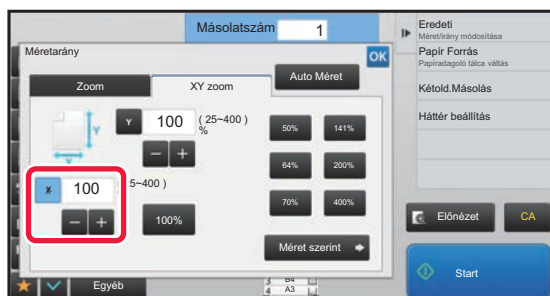 Másolatszám 1
Méretarány
OK
Zoom
XY zoom
Auto Méret
Y
Y 100 ( 25~400 )
%
X
− +
X 100 5~400 )
− +
100%
50% 141%
64% 200%
70% 400%
Méret szerint
Egyéb
B4
A3
Eredeti
Méret/irány módosítása
Papír Forrás
Papíradagoló tálca váltás
Kétold.Másolás
Háttér beállítás
Előnézet
CA
Start